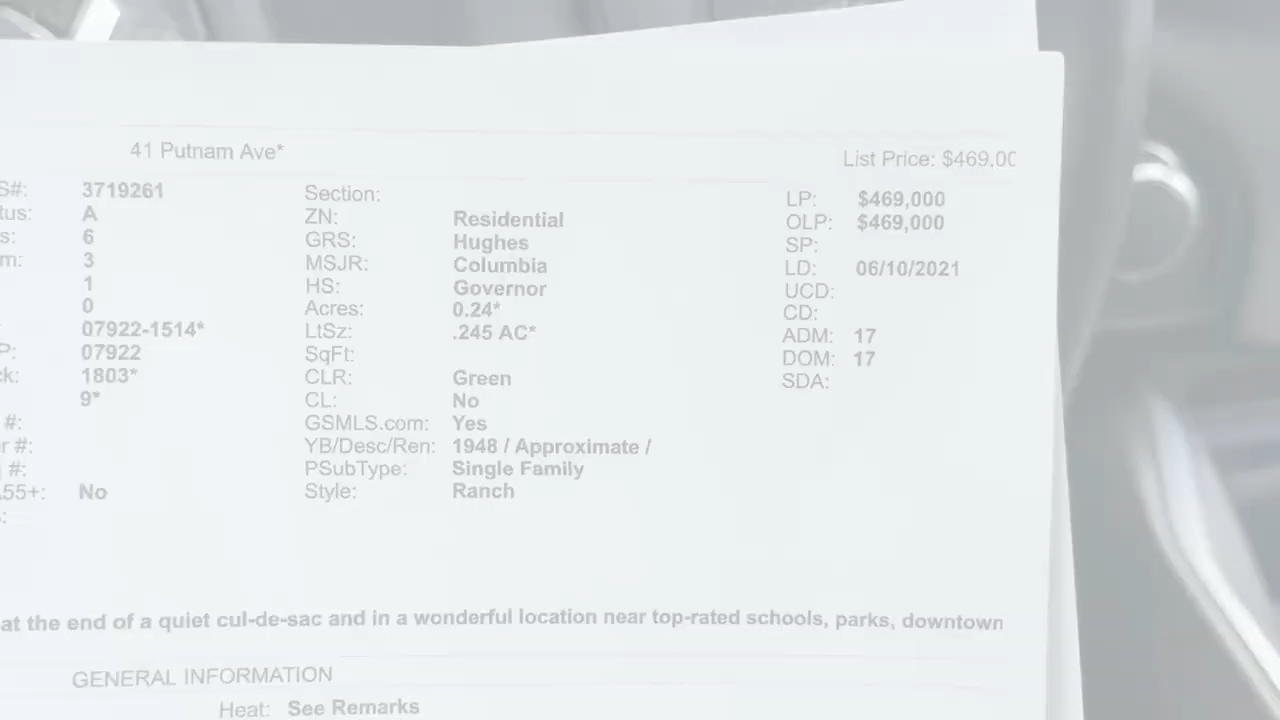 41 Putnam Ave* List Price: $469.00
S#: 3719261 Section: LP: $469,000
tus: A ZN: Residential OLP: $469,000
s: 6 GRS: Hughes SP:
m: 3 MSJR: Columbia LD: 06/10/2021
1 HS: Governor UCD:
0 Acres: 0.24* CD:
07922-1514* LtSz: .245 AC* ADM: 17
P: 07922 SqFt: DOM: 17
ck: 1803* CLR: Green SDA:
9* CL: No
#: GSMLS.com: Yes
r #: YB/Desc/Ren: 1948 / Approximate /
#: PSubType: Single Family
55+: No Style: Ranch
at the end of a quiet cul-de-sac and in a wonderful location near top-rated schools, parks, downtown
GENERAL INFORMATION
Heat: See Remarks